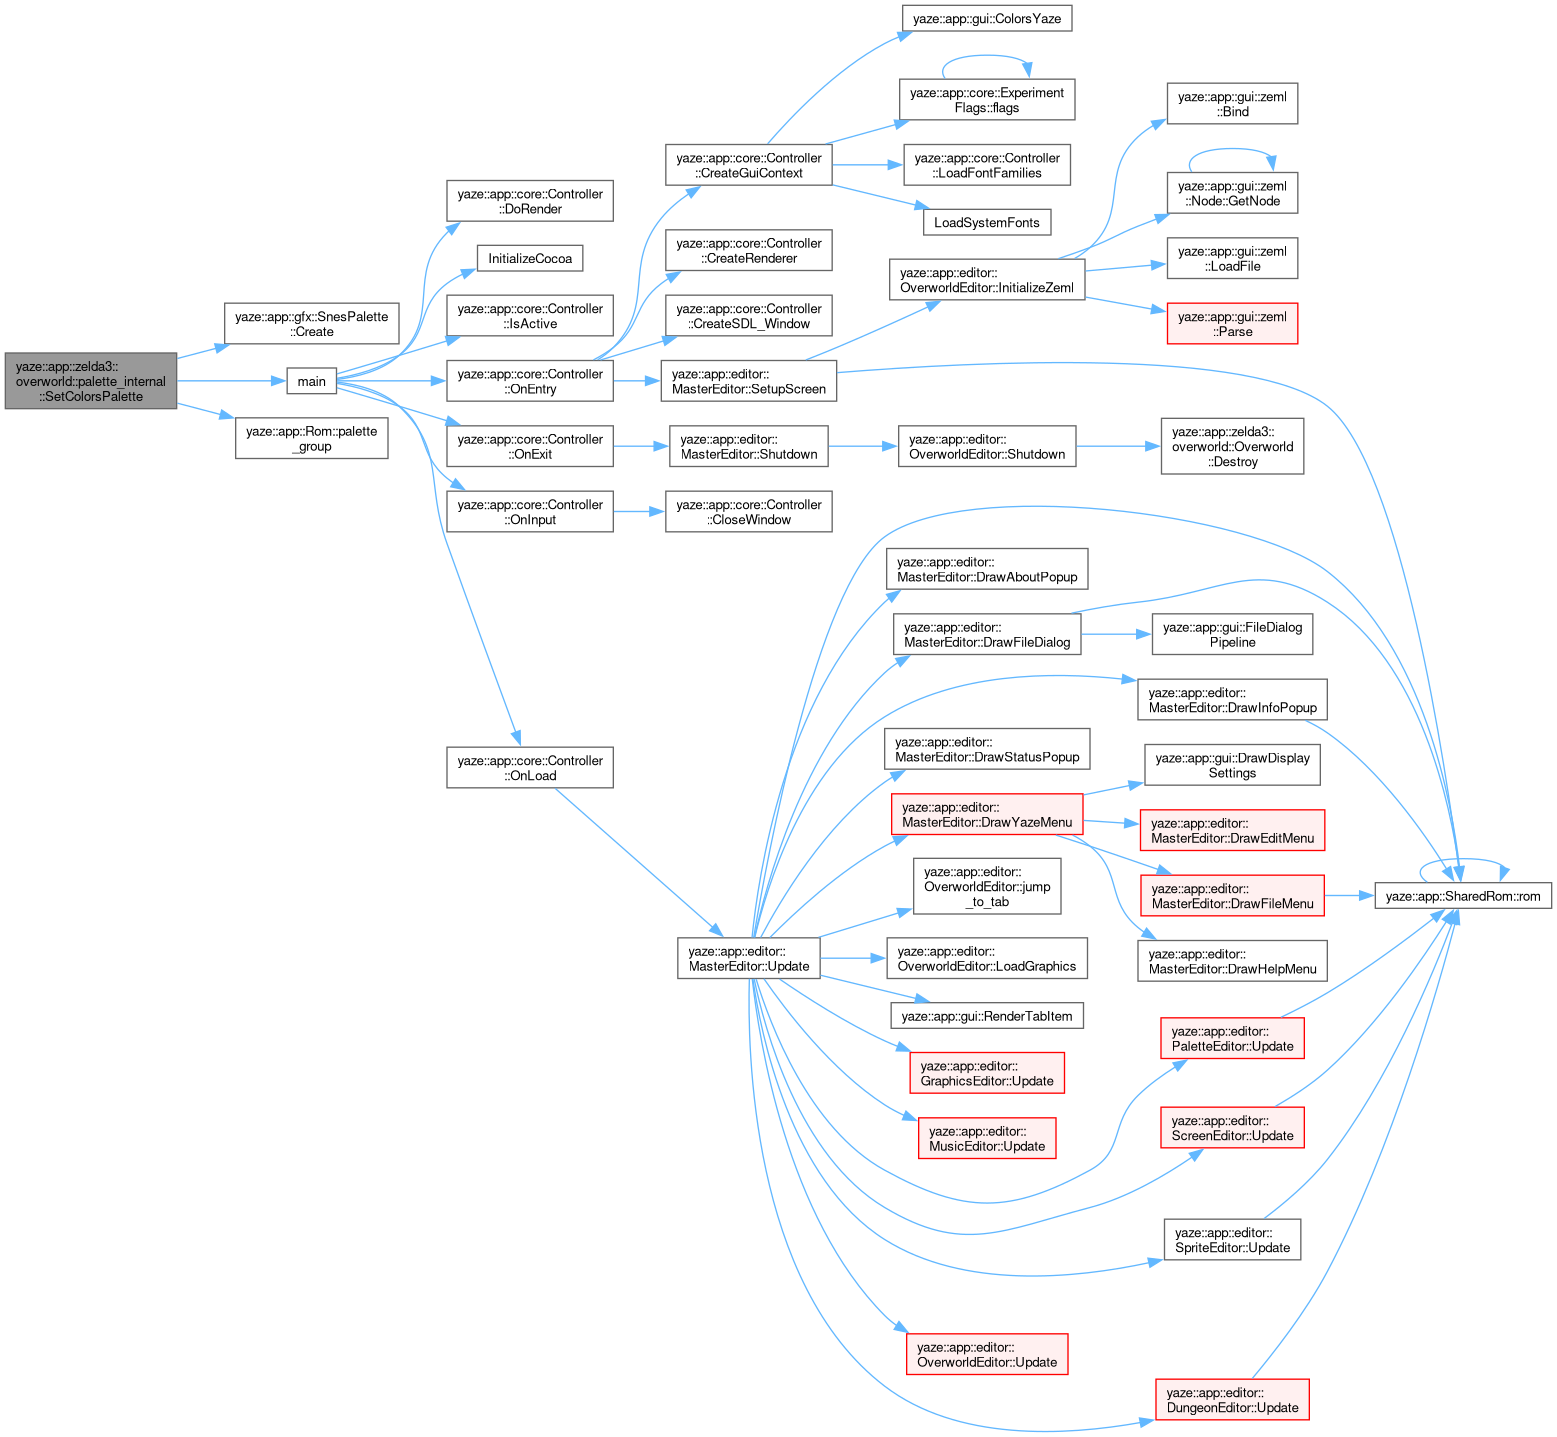 yaze::app::zelda3::
overworld::palette_internal
::SetColorsPalette
yaze::app::gfx::SnesPalette
::Create
main
yaze::app::Rom::palette
_group
yaze::app::core::Controller
::DoRender
InitializeCocoa
yaze::app::core::Controller
::IsActive
yaze::app::core::Controller
::OnEntry
yaze::app::core::Controller
::OnExit
yaze::app::core::Controller
::OnInput
yaze::app::core::Controller
::OnLoad
yaze::app::core::Controller
::CreateGuiContext
yaze::app::core::Controller
::CreateRenderer
yaze::app::core::Controller
::CreateSDL_Window
yaze::app::editor::
MasterEditor::SetupScreen
yaze::app::editor::
MasterEditor::Shutdown
yaze::app::core::Controller
::CloseWindow
yaze::app::editor::
MasterEditor::Update
yaze::app::gui::ColorsYaze
yaze::app::core::Experiment
Flags::flags
yaze::app::core::Controller
::LoadFontFamilies
LoadSystemFonts
yaze::app::editor::
OverworldEditor::InitializeZeml
yaze::app::editor::
OverworldEditor::Shutdown
yaze::app::editor::
MasterEditor::DrawAboutPopup
yaze::app::editor::
MasterEditor::DrawFileDialog
yaze::app::editor::
MasterEditor::DrawStatusPopup
yaze::app::editor::
MasterEditor::DrawYazeMenu
yaze::app::editor::
OverworldEditor::jump
_to_tab
yaze::app::editor::
OverworldEditor::LoadGraphics
yaze::app::gui::RenderTabItem
yaze::app::editor::
GraphicsEditor::Update
yaze::app::editor::
MusicEditor::Update
yaze::app::editor::
OverworldEditor::Update
yaze::app::gui::zeml
::Bind
yaze::app::gui::zeml
::Node::GetNode
yaze::app::gui::zeml
::LoadFile
yaze::app::gui::zeml
::Parse
yaze::app::zelda3::
overworld::Overworld
::Destroy
yaze::app::gui::FileDialog
Pipeline
yaze::app::editor::
MasterEditor::DrawInfoPopup
yaze::app::gui::DrawDisplay
Settings
yaze::app::editor::
MasterEditor::DrawEditMenu
yaze::app::editor::
MasterEditor::DrawFileMenu
yaze::app::editor::
MasterEditor::DrawHelpMenu
yaze::app::editor::
PaletteEditor::Update
yaze::app::editor::
ScreenEditor::Update
yaze::app::editor::
SpriteEditor::Update
yaze::app::editor::
DungeonEditor::Update
yaze::app::SharedRom::rom